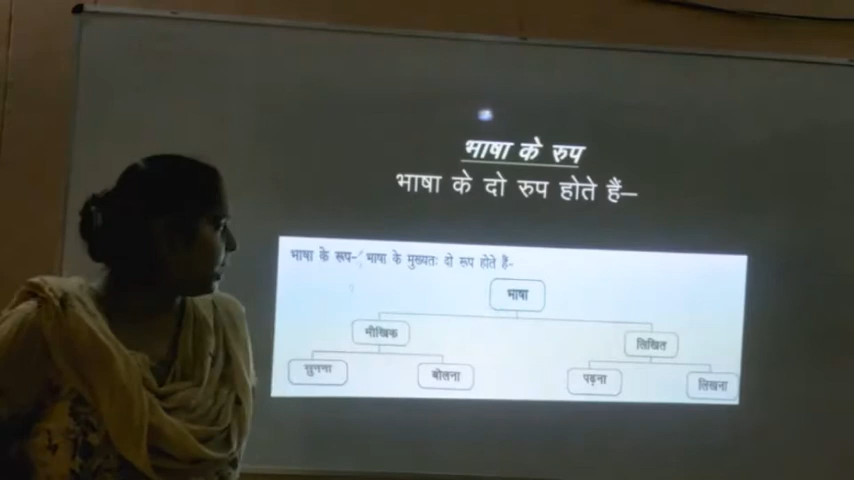 भाषा के रुप
भाषा के दो रुप होते हैं–
भाषा के रूप- भाषा के मुख्यतः दो रूप होते हैं-
भाषा
मौखिक
लिखित
सुनना
बोलना
पढ़ना
लिखना